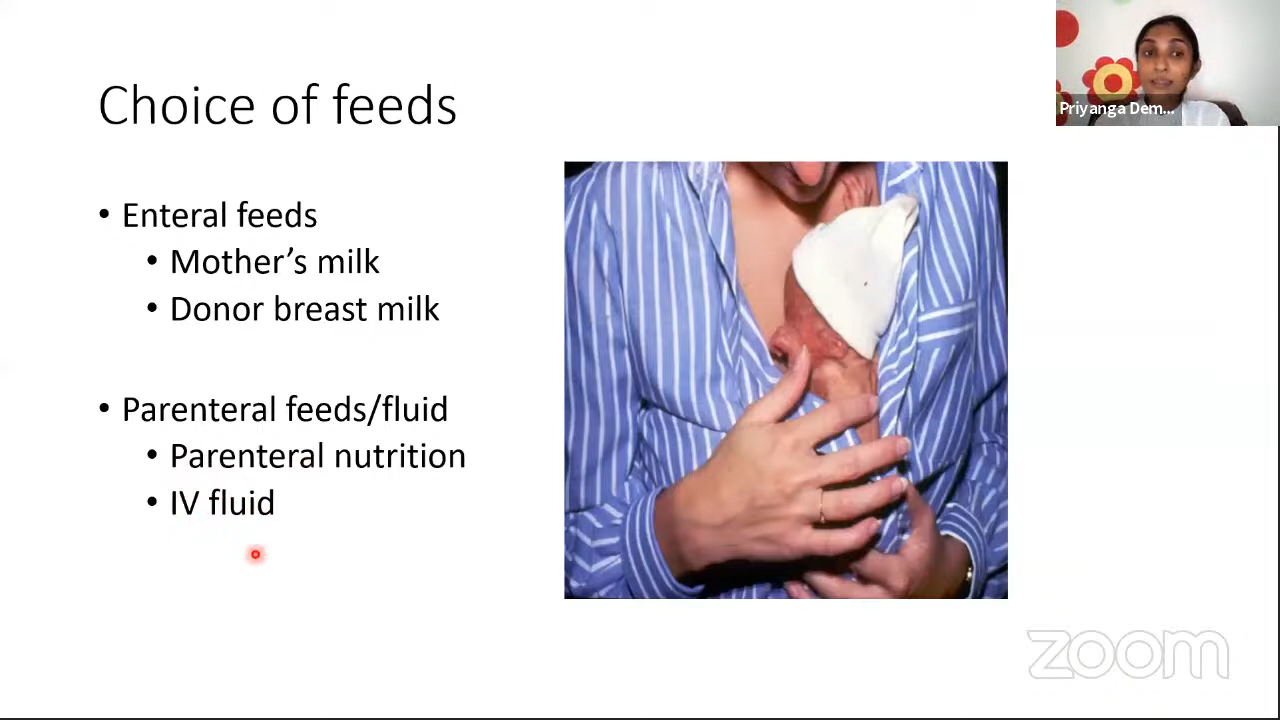 Choice of feeds
Priyanga Dem...
• Enteral feeds
• Mother's milk
• Donor breast milk
• Parenteral feeds/fluid
• Parenteral nutrition
• IV fluid
zoom